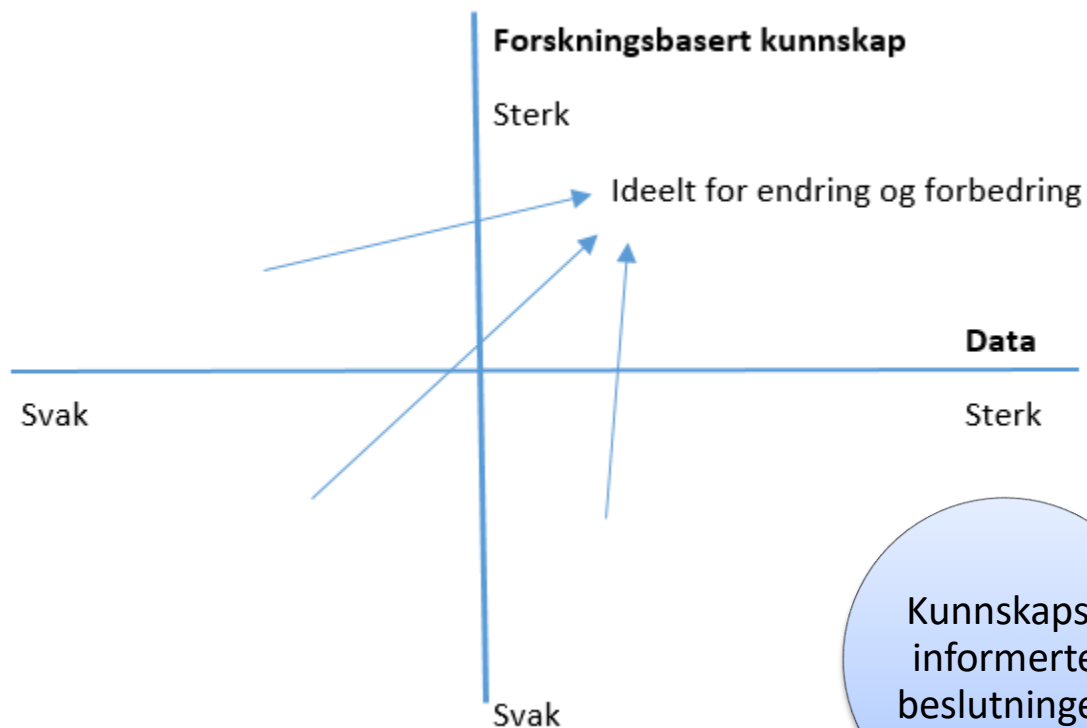 Forskningsbasert kunnskap
Sterk
Ideelt for endring og forbedring
Data
Svak
Sterk
Kunnskaps
informerte
beslutninge
Svak